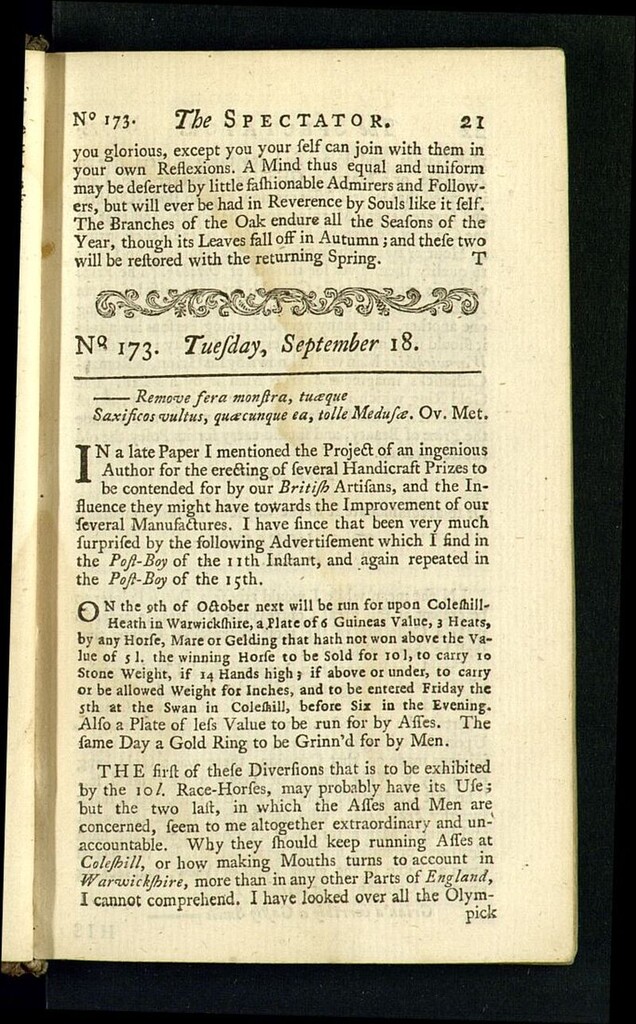 Nº 173. The SPECTATOR. 21
you glorious, except you your ſelf can join with them in
your own Reflexions. A Mind thus equal and uniform
may be deſerted by little faſhionable Admirers and Follow-
ers, but will ever be had in Reverence by Souls like it ſelf.
The Branches of the Oak endure all the Seaſons of the
Year, though its Leaves fall off in Autumn; and theſe two
will be reſtored with the returning Spring. T
Nº 173. Tueſday, September 18.
—— Remove fera monſtra, tuæque
Saxificos vultus, quæcunque ea, tolle Meduſæ. Ov. Met.
IN a late Paper I mentioned the Project of an ingenious
Author for the erecting of ſeveral Handicraft Prizes to
be contended for by our Britiſh Artiſans, and the In-
fluence they might have towards the Improvement of our
ſeveral Manufactures. I have ſince that been very much
ſurpriſed by the following Advertiſement which I find in
the Poſt-Boy of the 11th Inſtant, and again repeated in
the Poſt-Boy of the 15th.
ON the 9th of October next will be run for upon Coleſhill-
Heath in Warwickſhire, a Plate of 6 Guineas Value, 3 Heats,
by any Horſe, Mare or Gelding that hath not won above the Va-
lue of 5 l. the winning Horſe to be Sold for 10 l, to carry 10
Stone Weight, if 14 Hands high; if above or under, to carry
or be allowed Weight for Inches, and to be entered Friday the
5th at the Swan in Coleſhill, before Six in the Evening.
Alſo a Plate of leſs Value to be run for by Aſſes. The
ſame Day a Gold Ring to be Grinn'd for by Men.
THE firſt of theſe Diverſions that is to be exhibited
by the 10 l. Race-Horſes, may probably have its Uſe;
but the two laſt, in which the Aſſes and Men are
concerned, ſeem to me altogether extraordinary and un-
accountable. Why they ſhould keep running Aſſes at
Coleſhill, or how making Mouths turns to account in
Warwickſhire, more than in any other Parts of England,
I cannot comprehend. I have looked over all the Olym-
pick